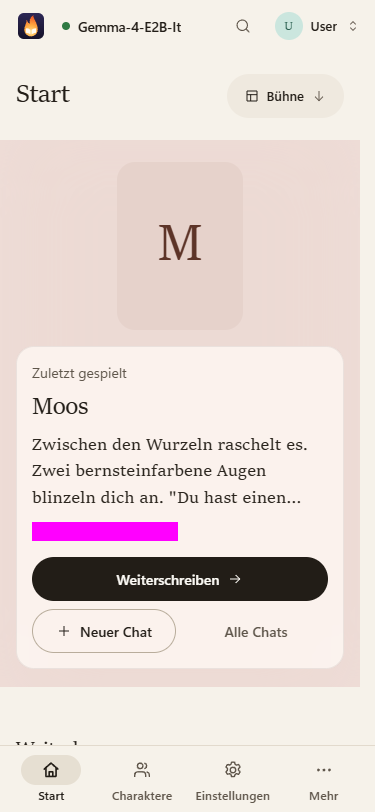 Gemma-4-E2B-It
U
User
Start
Bühne
M
Zuletzt gespielt
Moos
Zwischen den Wurzeln raschelt es.
Zwei bernsteinfarbene Augen
blinzeln dich an. "Du hast einen...
Weiterschreiben
Neuer Chat
Alle Chats
Start
Charaktere
Einstellungen
Mehr